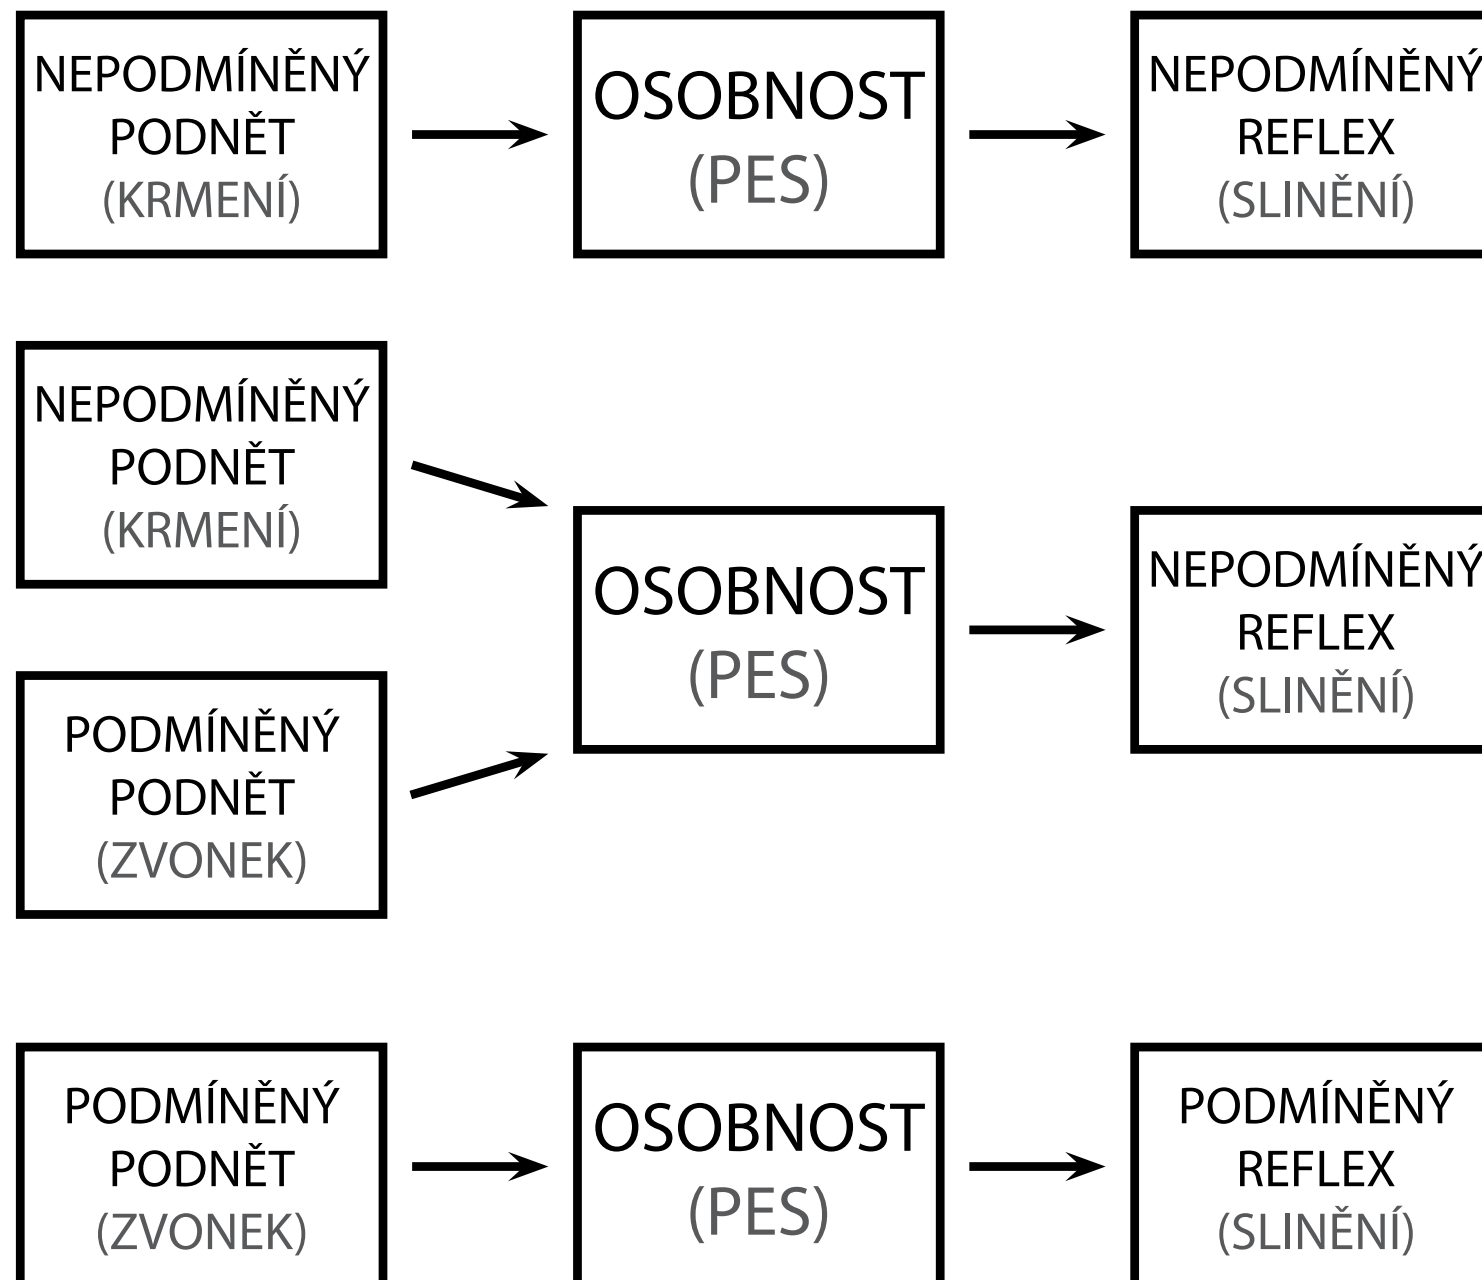 NEPODMÍNĚNÝ
PODNĚT
(KRMENÍ)
OSOBNOST
(PES)
NEPODMÍNĚNÝ
REFLEX
(SLINĚNÍ)
NEPODMÍNĚNÝ
PODNĚT
(KRMENÍ)
PODMÍNĚNÝ
PODNĚT
(ZVONEK)
OSOBNOST
(PES)
NEPODMÍNĚNÝ
REFLEX
(SLINĚNÍ)
PODMÍNĚNÝ
PODNĚT
(ZVONEK)
OSOBNOST
(PES)
PODMÍNĚNÝ
REFLEX
(SLINĚNÍ)